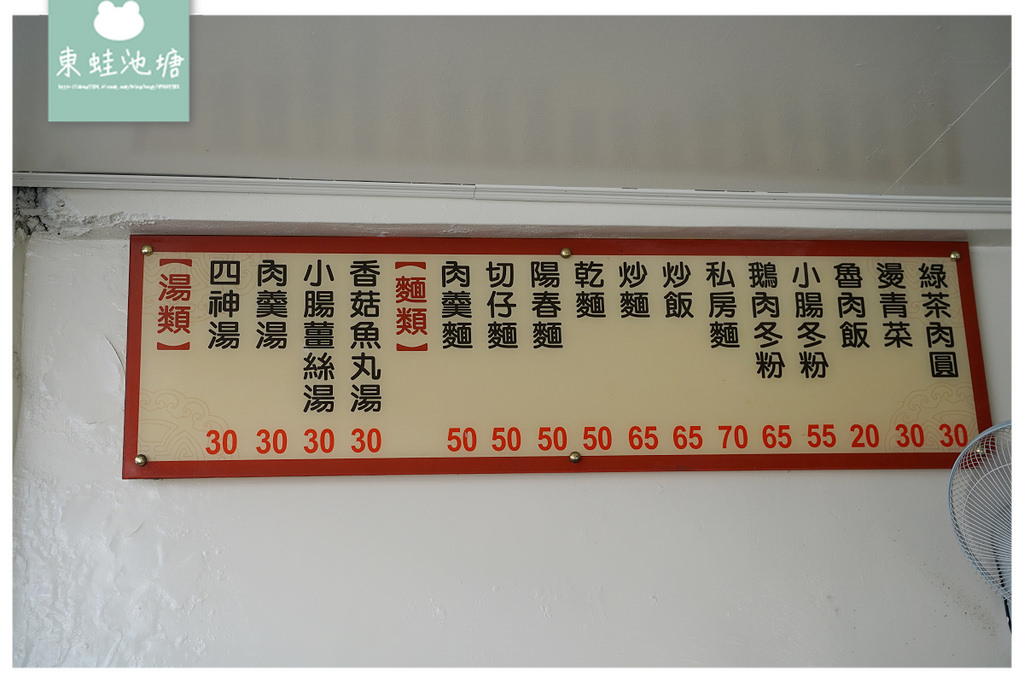 東蛙池塘
【湯類】
四神湯 30
肉羹湯 30
小腸薑絲湯 30
香菇魚丸湯 30
【麵類】
肉羹麵 50
切仔麵 50
陽春麵 50
乾麵 50
炒麵 65
炒飯 65
私房麵 70
鵝肉冬粉 65
小腸冬粉 55
魯肉飯 20
燙青菜 30
綠茶肉圓 30